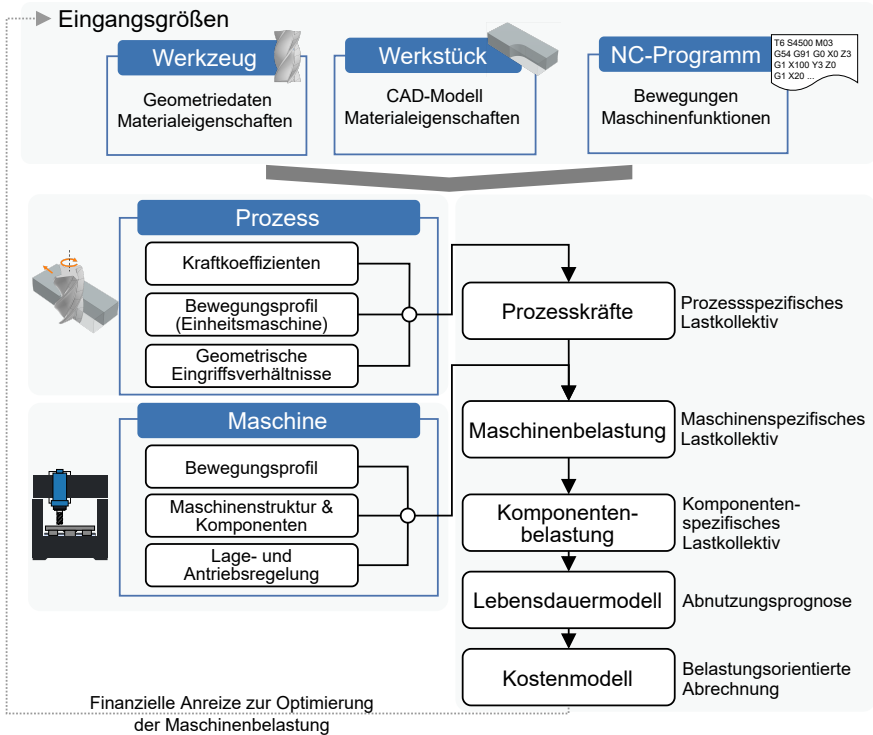 Eingangsgrößen
Werkzeug
Geometriedaten
Materialeigenschaften
Werkstück
CAD-Modell
Materialeigenschaften
NC-Programm
Bewegungen
Maschinenfunktionen
T6 S4500 M03
G54 G91 G0 X0 Z3
G1 X100 Y3 Z0
G1 X20 ...
Prozess
Kraftkoeffizienten
Bewegungsprofil
(Einheitsmaschine)
Geometrische
Eingriffsverhältnisse
Maschine
Bewegungsprofil
Maschinenstruktur &
Komponenten
Lage- und
Antriebsregelung
Prozesskräfte
Prozessspezifisches
Lastkollektiv
Maschinenbelastung
Maschinenspezifisches
Lastkollektiv
Komponenten-
belastung
Komponenten-
spezifisches
Lastkollektiv
Lebensdauermodell
Abnutzungsprognose
Kostenmodell
Belastungsorientierte
Abrechnung
Finanzielle Anreize zur Optimierung
der Maschinenbelastung